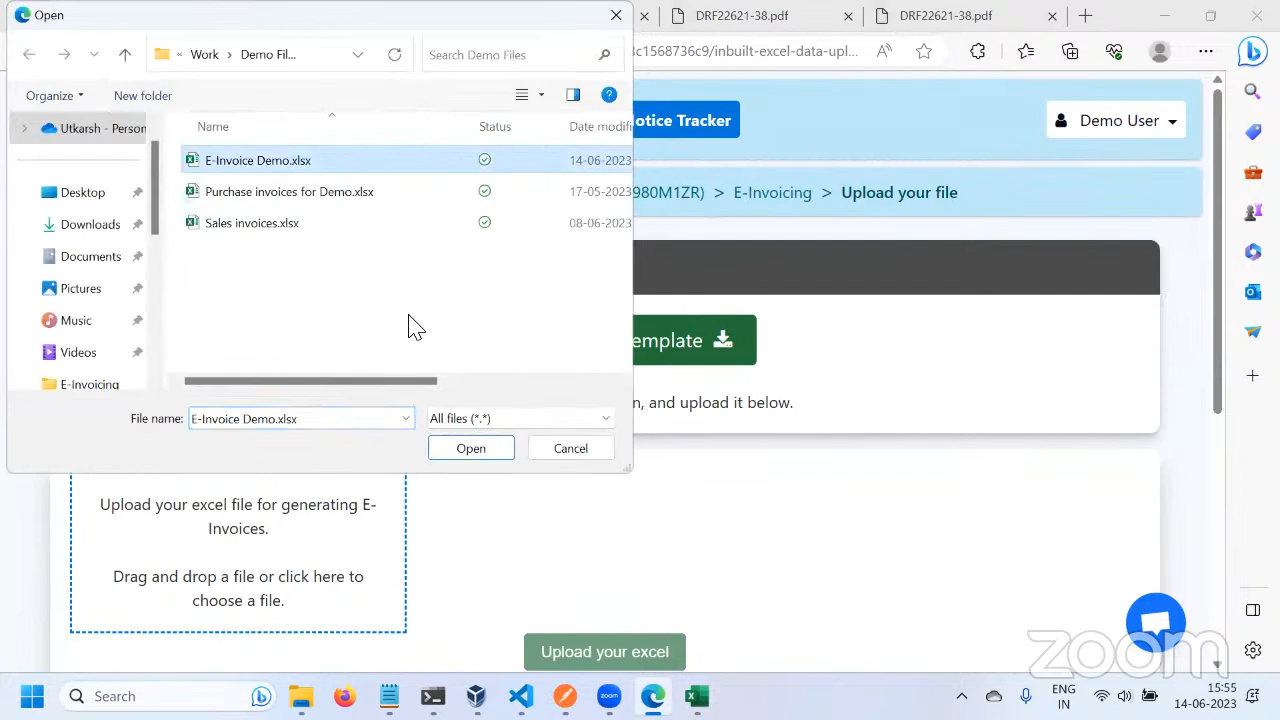 Open
DRF22621-38.pdf
DRF22621-38.pdf
Work > Demo Fil...
Search Demo Files
3c1568736c9/inbuilt-excel-data-upl...
Organize
New folder
Name
Status
Date modifi
Utkarsh - Person
E-Invoice Demo.xlsx
14-06-2023
Purchase invoices for Demo.xlsx
17-05-2023
Sales invoices.xlsx
08-06-2023
Desktop
Downloads
Documents
Pictures
Music
Videos
E-Invoicing
File name:
E-Invoice Demo.xlsx
All files (*.*)
Open
Cancel
otice Tracker
Demo User
980M1ZR) > E-Invoicing > Upload your file
emplate
n, and upload it below.
Upload your excel file for generating E-
Invoices.
Drag and drop a file or click here to
choose a file.
Upload your excel
zoom
Search
zoom
ENG
IN
15:55
14-06-2023